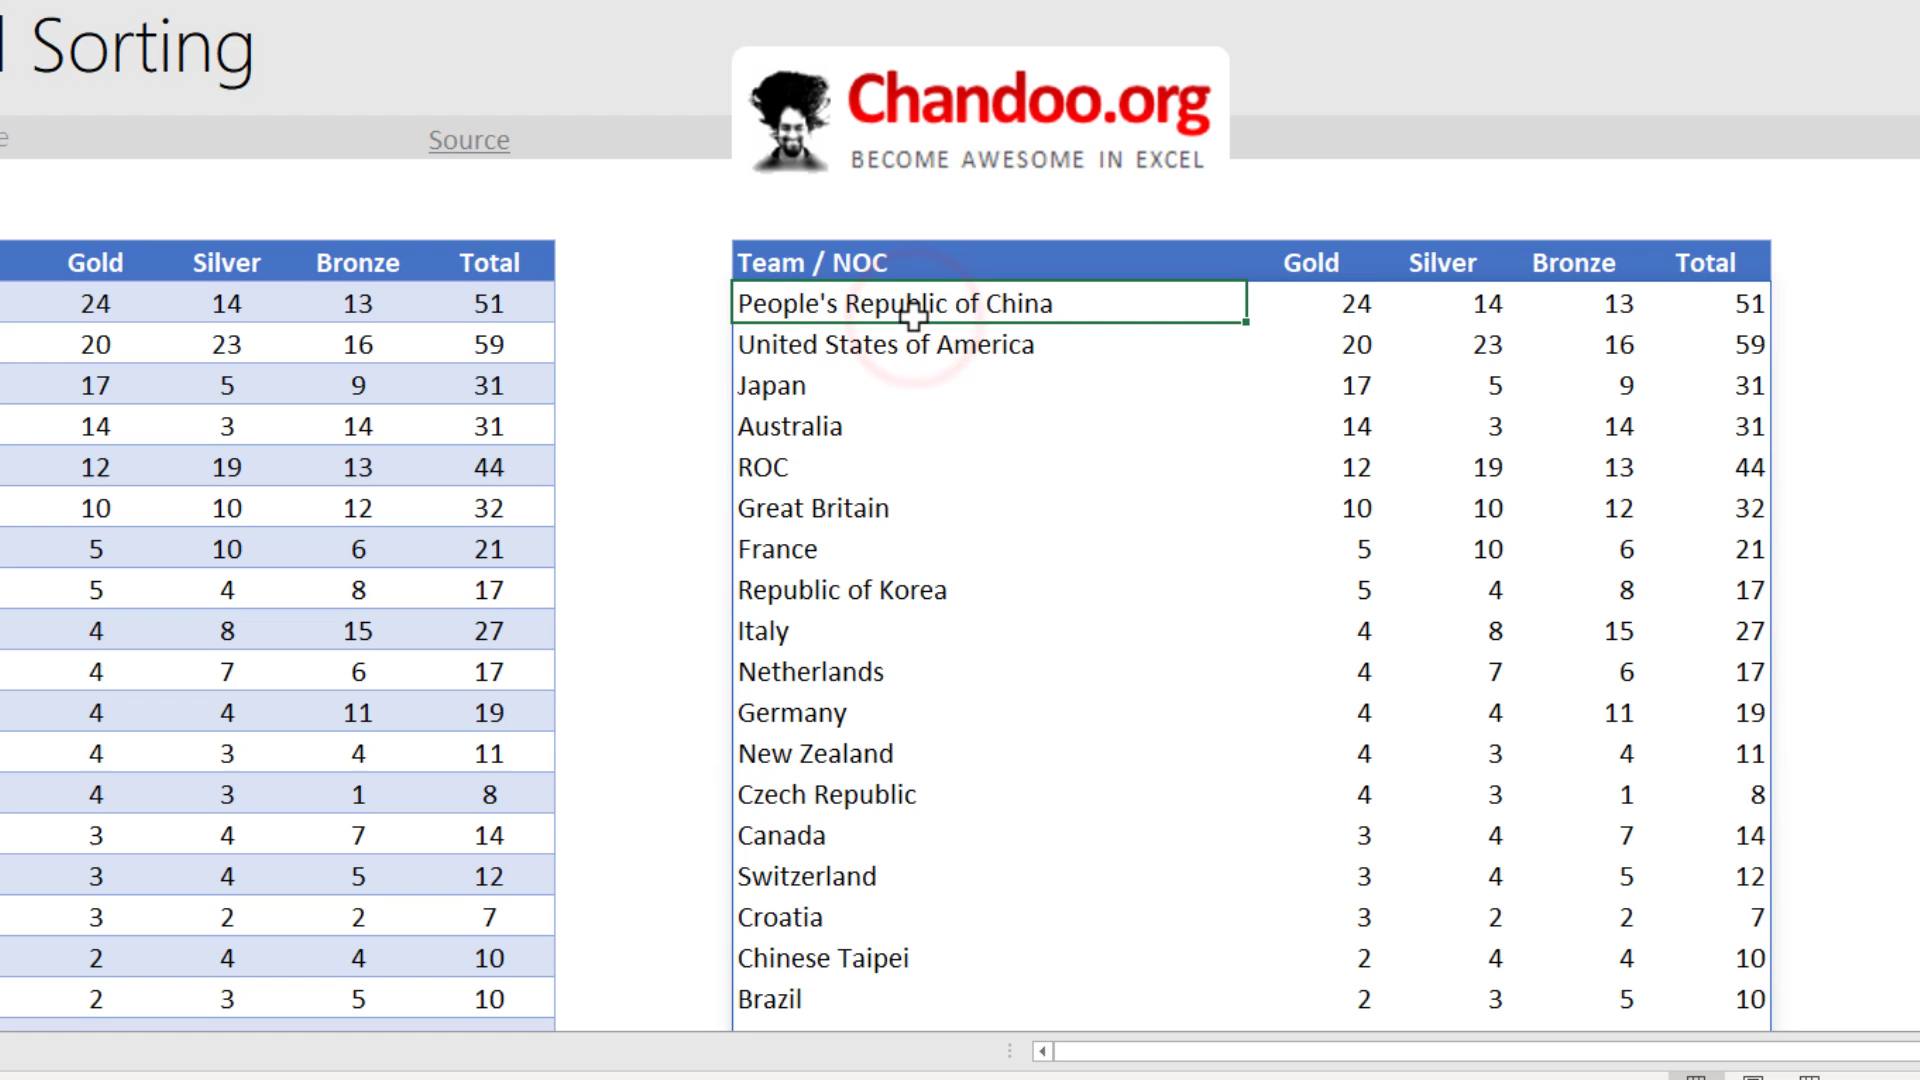 Sorting
Source
Chandoo.org
BECOME AWESOME IN EXCEL
Gold Silver Bronze Total
24 14 13 51
20 23 16 59
17 5 9 31
14 3 14 31
12 19 13 44
10 10 12 32
5 10 6 21
5 4 8 17
4 8 15 27
4 7 6 17
4 4 11 19
4 3 4 11
4 3 1 8
3 4 7 14
3 4 5 12
3 2 2 7
2 4 4 10
2 3 5 10
Team / NOC Gold Silver Bronze Total
People's Republic of China 24 14 13 51
United States of America 20 23 16 59
Japan 17 5 9 31
Australia 14 3 14 31
ROC 12 19 13 44
Great Britain 10 10 12 32
France 5 10 6 21
Republic of Korea 5 4 8 17
Italy 4 8 15 27
Netherlands 4 7 6 17
Germany 4 4 11 19
New Zealand 4 3 4 11
Czech Republic 4 3 1 8
Canada 3 4 7 14
Switzerland 3 4 5 12
Croatia 3 2 2 7
Chinese Taipei 2 4 4 10
Brazil 2 3 5 10